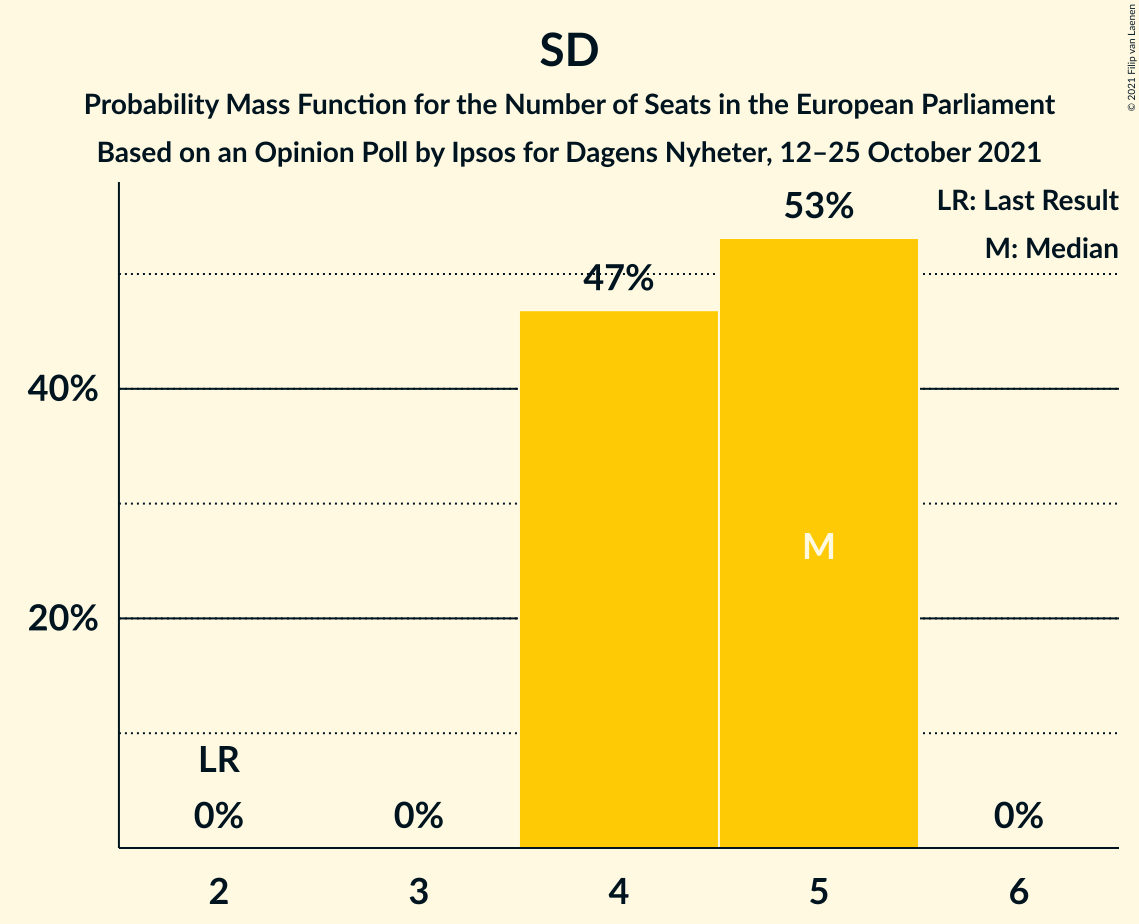 SD
Probability Mass Function for the Number of Seats in the European Parliament
Based on an Opinion Poll by Ipsos for Dagens Nyheter, 12–25 October 2021
© 2021 Filip van Laenen
LR: Last Result
M: Median
53%
47%
40%
20%
M
LR
0%
0%
0%
2
3
4
5
6